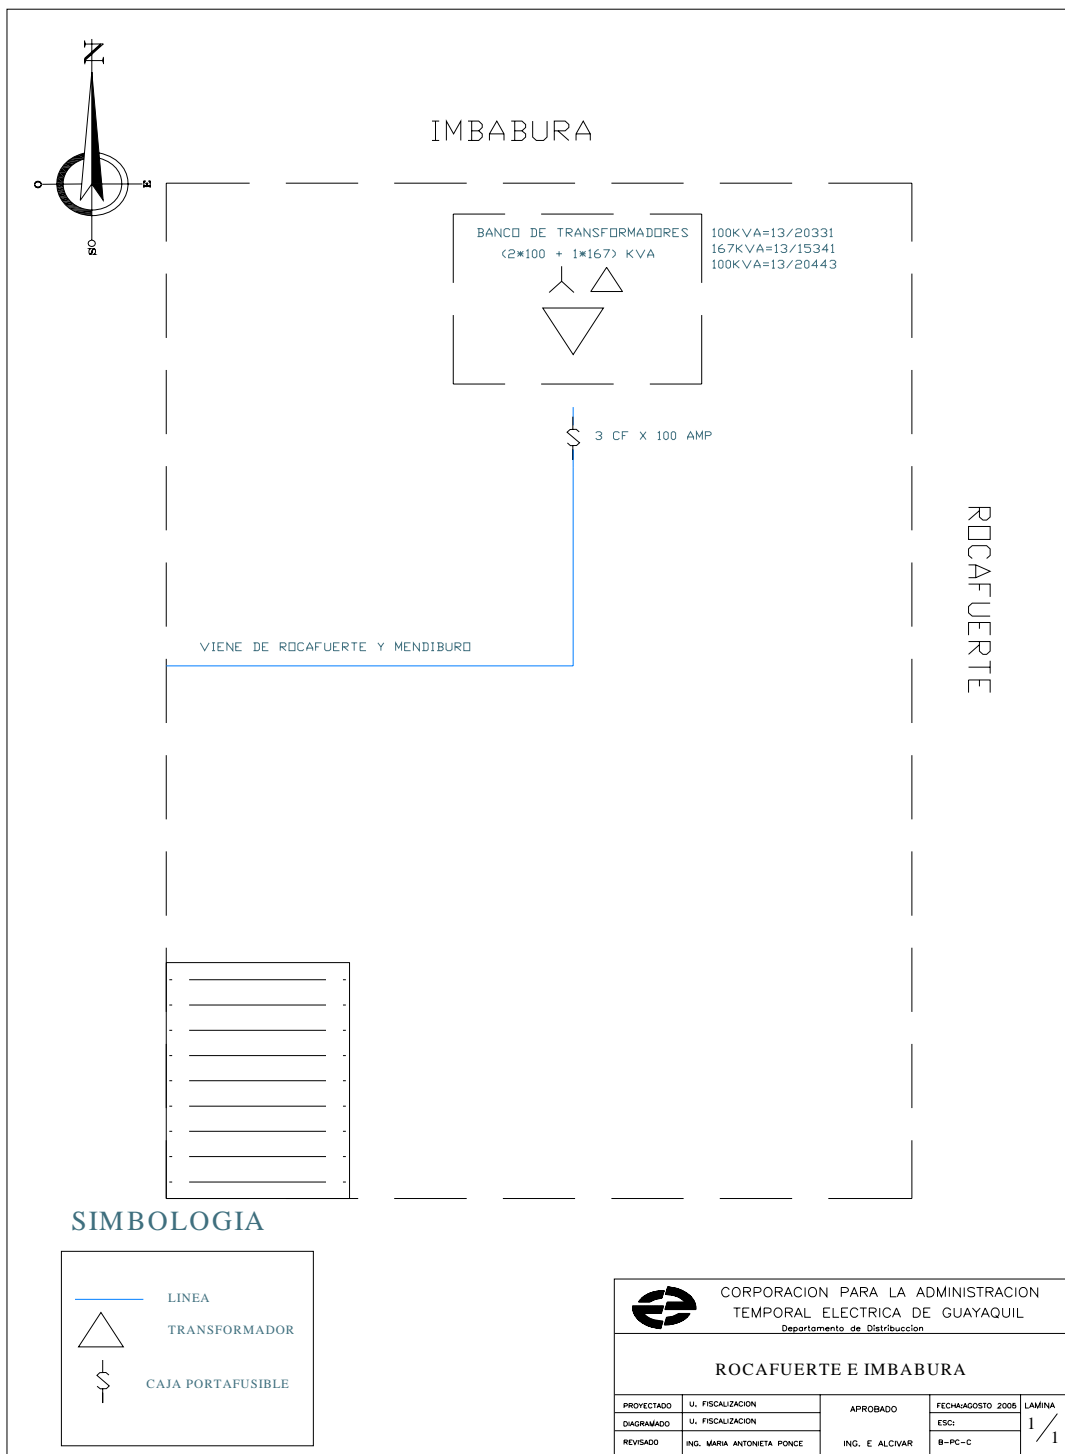 N
O
E
S
IMBABURA
BANCO DE TRANSFORMADORES
(2*100 + 1*167) KVA
100KVA=13/20331
167KVA=13/15341
100KVA=13/20443
3 CF X 100 AMP
ROCAFUERTE
VIENE DE ROCAFUERTE Y MENDIBURO
SIMBOLOGIA
LINEA
TRANSFORMADOR
CAJA PORTAFUSIBLE
CORPORACION PARA LA ADMINISTRACION
TEMPORAL ELECTRICA DE GUAYAQUIL
Departamento de Distribuccion
ROCAFUERTE E IMBABURA
PROYECTADO U. FISCALIZACION
DIAGRAMADO U. FISCALIZACION
REVISADO ING. MARIA ANTONIETA PONCE
APROBADO
ING. E ALCIVAR
FECHA:AGOSTO 2005
ESC:
B-PC-C
LAMINA
1/1